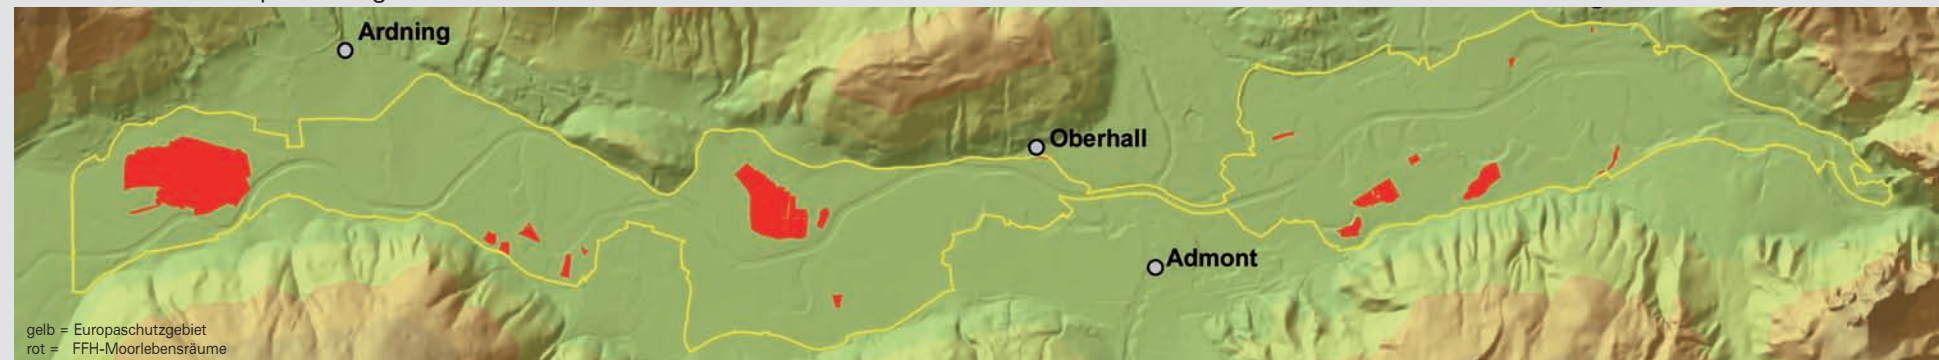 Ardning
Oberhall
Admont
gelb = Europaschutzgebiet
rot = FFH-Moorlebensräume